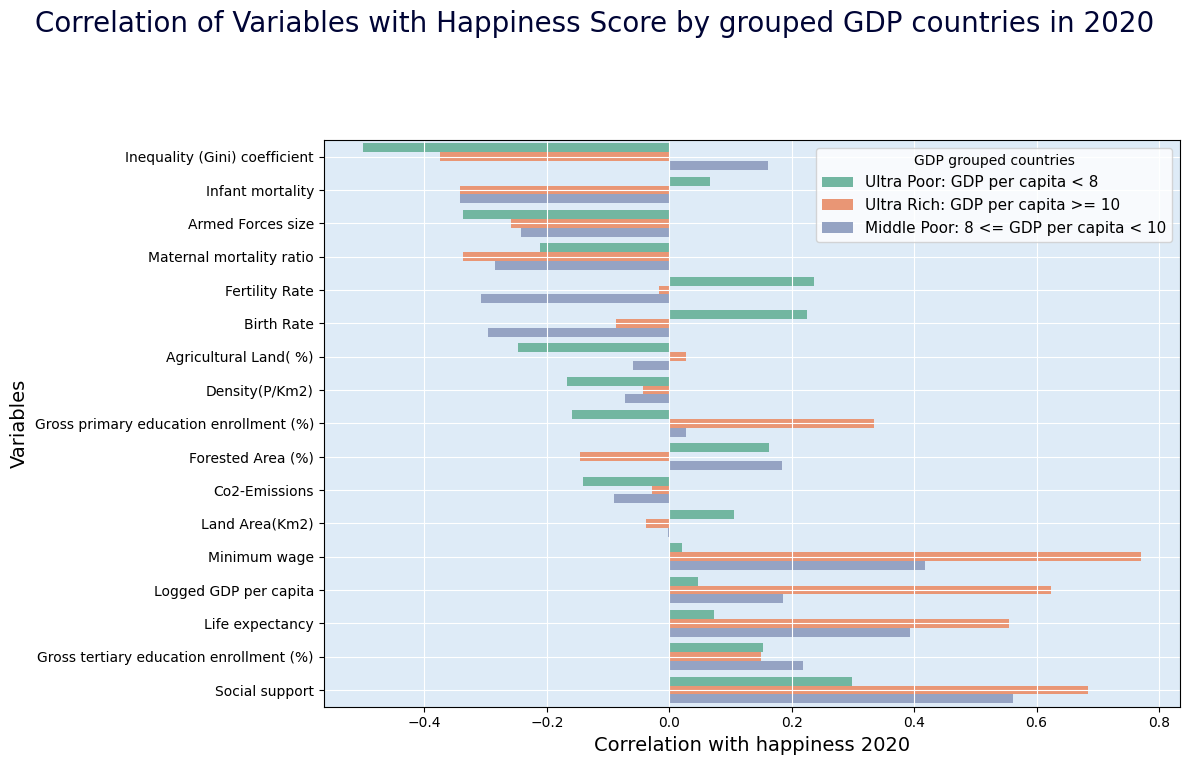 Correlation of Variables with Happiness Score by grouped GDP countries in 2020
GDP grouped countries
Ultra Poor: GDP per capita < 8
Ultra Rich: GDP per capita >= 10
Middle Poor: 8 <= GDP per capita < 10
Variables
Inequality (Gini) coefficient
Infant mortality
Armed Forces size
Maternal mortality ratio
Fertility Rate
Birth Rate
Agricultural Land( %)
Density(P/Km2)
Gross primary education enrollment (%)
Forested Area (%)
Co2-Emissions
Land Area(Km2)
Minimum wage
Logged GDP per capita
Life expectancy
Gross tertiary education enrollment (%)
Social support
−0.4 −0.2 0.0 0.2 0.4 0.6 0.8
Correlation with happiness 2020